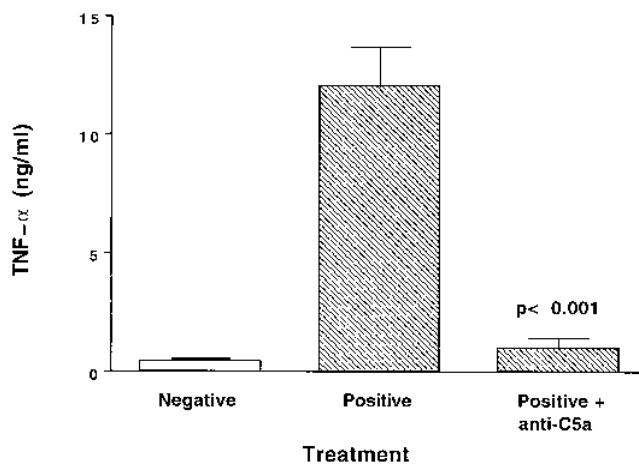 15
10
5
0
TNF-α (ng/ml)
p< 0.001
Negative
Positive
Positive +
anti-C5a
Treatment